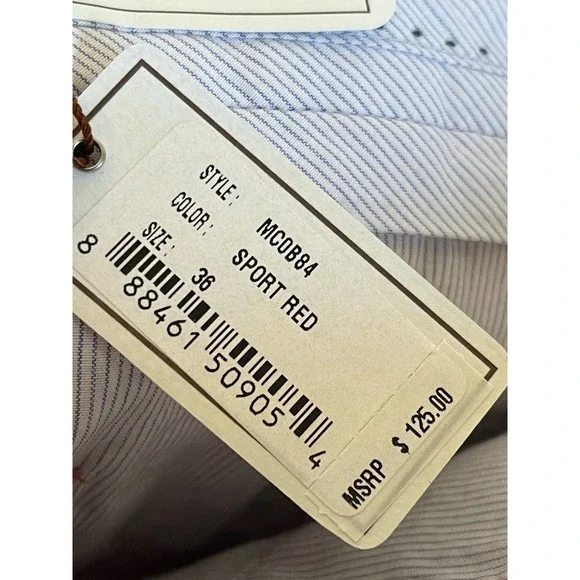 STYLE: MC0B84
COLOR: SPORT RED
SIZE: 36
8 88461 50905 4
MSRP $ 125.00